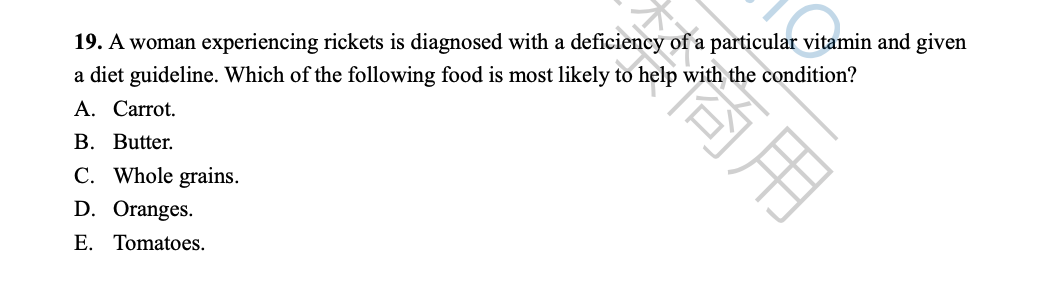 19. A woman experiencing rickets is diagnosed with a deficiency of a particular vitamin and given
a diet guideline. Which of the following food is most likely to help with the condition?
A. Carrot.
B. Butter.
C. Whole grains.
D. Oranges.
E. Tomatoes.
禁商用